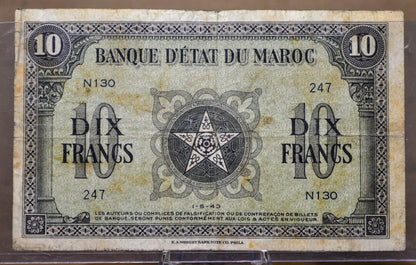 10 10
BANQUE D'ÉTAT DU MAROC
N130 247
10 10
DIX DIX
FRANCS FRANCS
247 N130
1-5-43
LES AUTEURS OU COMPLICES DE FALSIFICATION OU DE CONTREFAÇON DE BILLETS
DE BANQUE, SERONT PUNIS CONFORMÉMENT AUX LOIS & ACTES EN VIGUEUR.
E.A.WRIGHT BANK NOTE CO. PHILA.